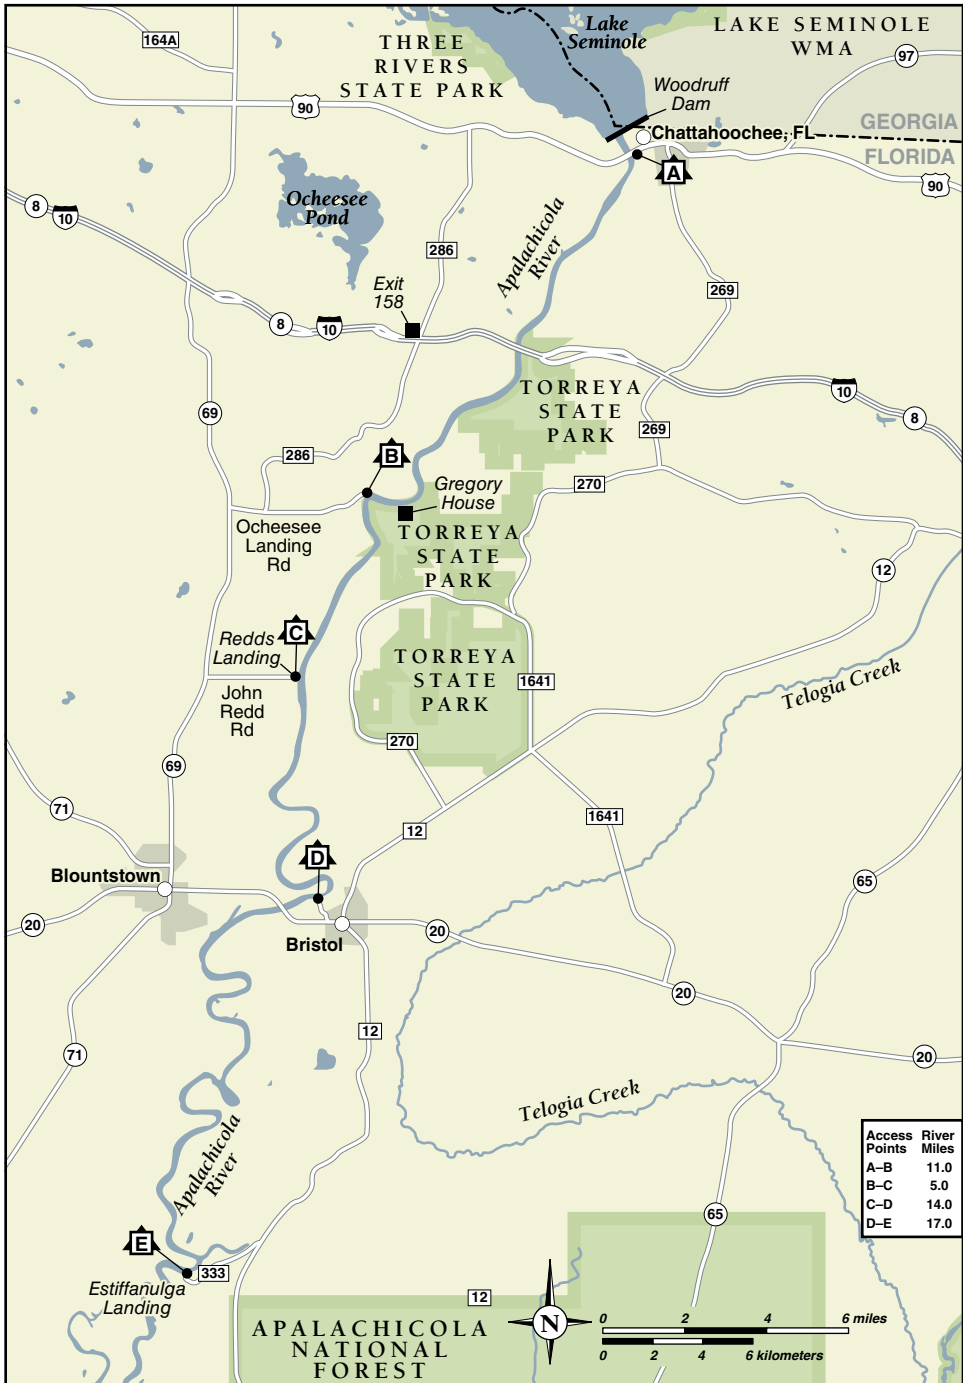 164A
THREE
RIVERS
STATE PARK
Lake
Seminole
LAKE SEMINOLE
WMA
97
90
Woodruff
Dam
Chattahoochee, FL
GEORGIA
FLORIDA
A
90
8
10
Ocheesee
Pond
286
Apalachicola
River
269
Exit
158
8
10
10
8
TORREYA
STATE
PARK
69
269
286
B
270
Gregory
House
Ocheesee
Landing
Rd
TORREYA
STATE
PARK
12
C
Redds
Landing
TORREYA
STATE
PARK
1641
Telogia Creek
John
Redd
Rd
270
69
71
12
1641
D
Blountstown
65
20
Bristol
20
20
12
71
20
Telogia Creek
Apalachicola
River
Access River
Points Miles
A–B 11.0
B–C 5.0
C–D 14.0
D–E 17.0
65
E
333
Estiffanulga
Landing
12
APALACHICOLA
NATIONAL
FOREST
N
0 2 4 6 miles
0 2 4 6 kilometers